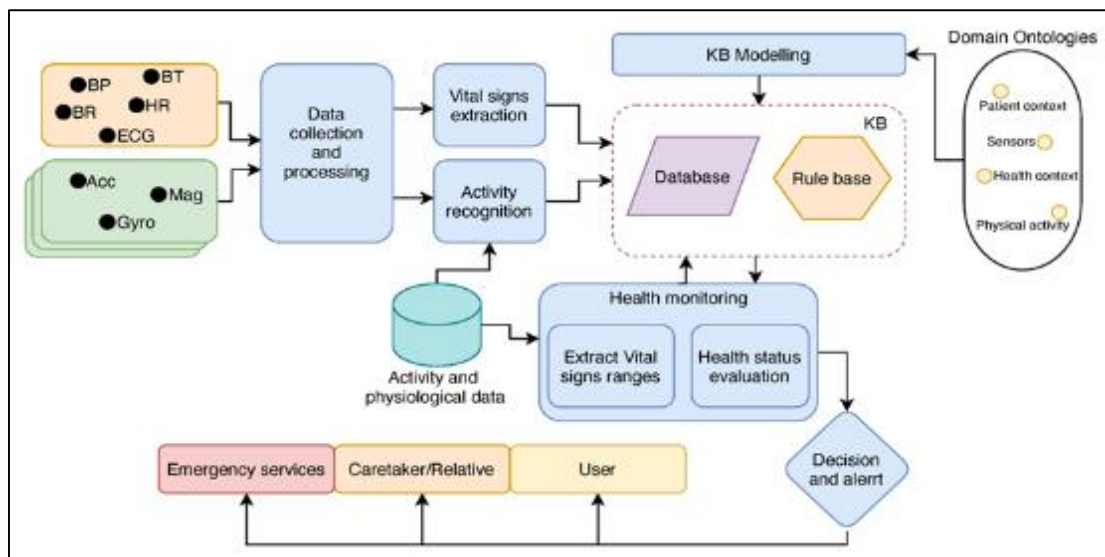 BP
BT
BR
HR
ECG
Acc
Mag
Gyro
Data
collection
and
processing
Vital signs
extraction
Activity
recognition
KB Modelling
KB
Database
Rule base
Domain Ontologies
Patient context
Sensors
Health context
Physical activity
Activity and
physiological data
Health monitoring
Extract Vital
signs ranges
Health status
evaluation
Decision
and alerrt
Emergency services
Caretaker/Relative
User